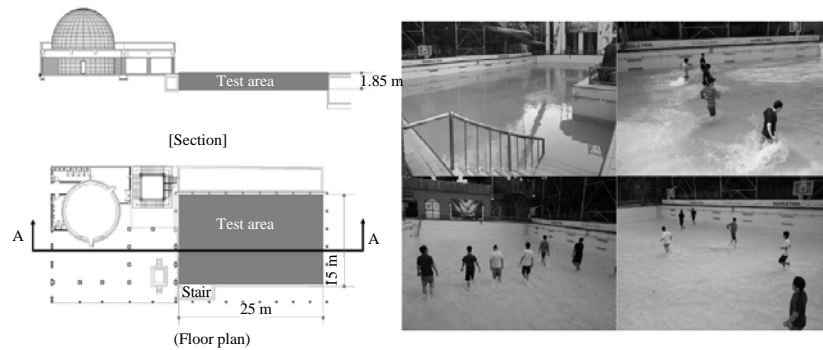 Test area
1.85 m
[Section]
Test area
A
A
15 m
Stair
25 m
(Floor plan)